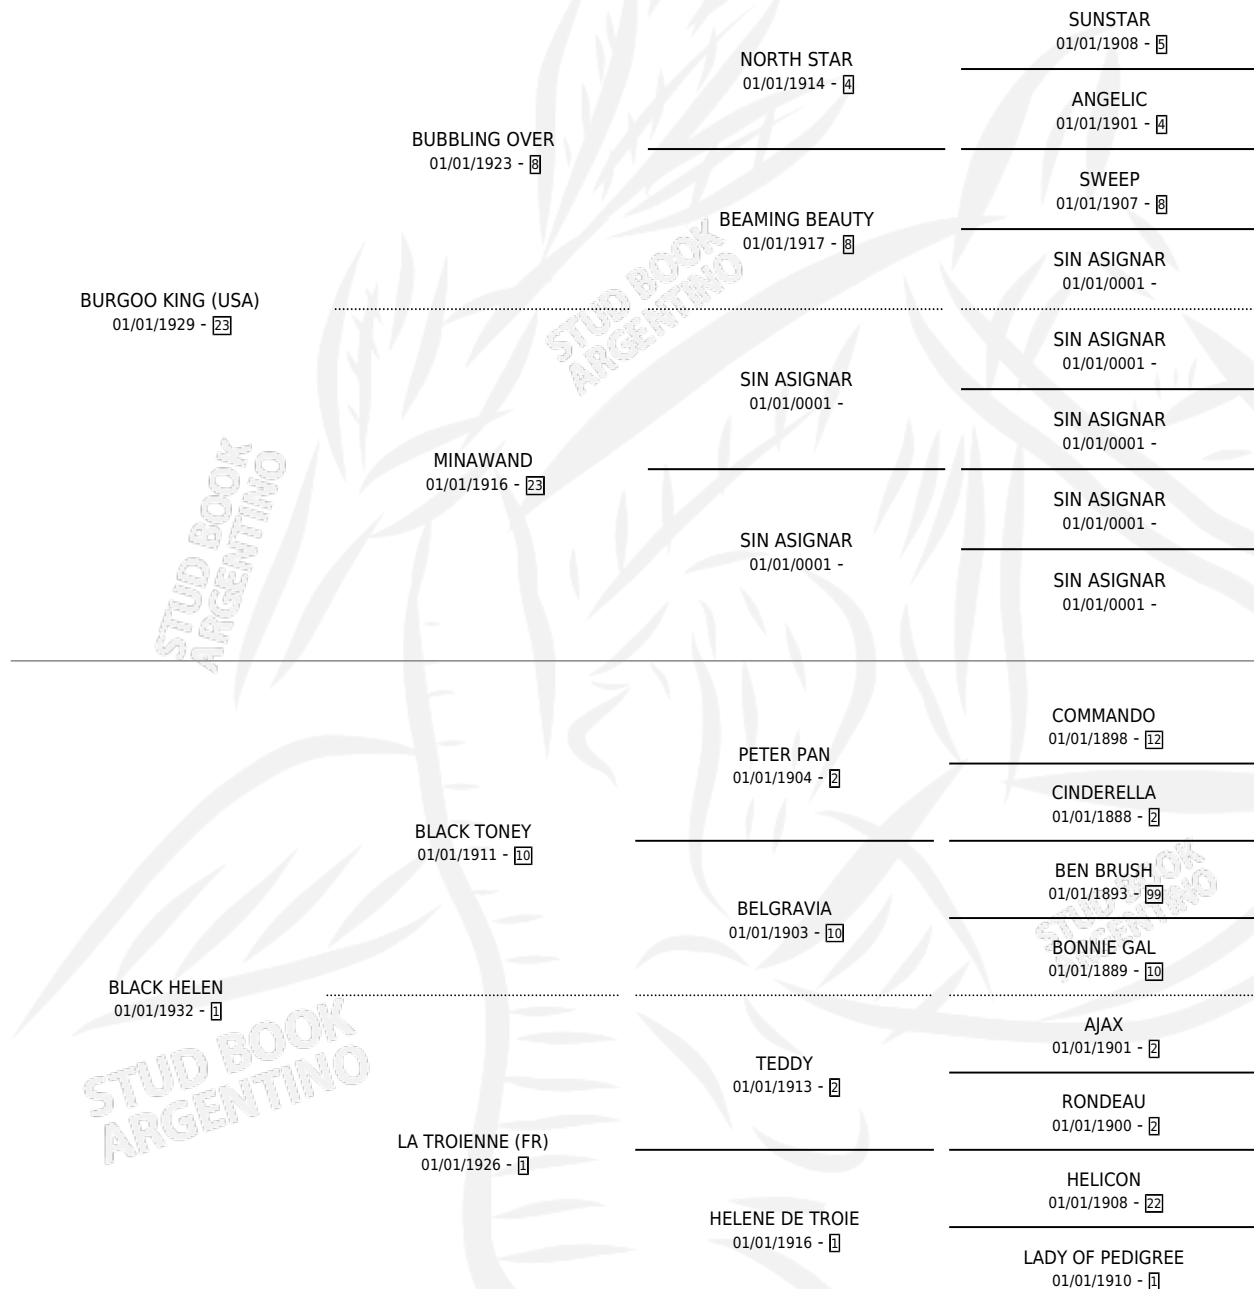 SUNSTAR
01/01/1908 - 5
NORTH STAR
01/01/1914 - 4
ANGELIC
01/01/1901 - 4
BUBBLING OVER
01/01/1923 - 8
SWEEP
01/01/1907 - 8
BEAMING BEAUTY
01/01/1917 - 8
SIN ASIGNAR
01/01/0001 -
BURGOO KING (USA)
01/01/1929 - 23
SIN ASIGNAR
01/01/0001 -
SIN ASIGNAR
01/01/0001 -
SIN ASIGNAR
01/01/0001 -
MINAWAND
01/01/1916 - 23
SIN ASIGNAR
01/01/0001 -
SIN ASIGNAR
01/01/0001 -
SIN ASIGNAR
01/01/0001 -
STUD BOOK
ARGENTINO
STUD BOOK
ARGENTINO
COMMANDO
01/01/1898 - 12
PETER PAN
01/01/1904 - 2
CINDERELLA
01/01/1888 - 2
BLACK TONEY
01/01/1911 - 10
BEN BRUSH
01/01/1893 - 99
BELGRAVIA
01/01/1903 - 10
BONNIE GAL
01/01/1889 - 10
BLACK HELEN
01/01/1932 - 1
AJAX
01/01/1901 - 2
TEDDY
01/01/1913 - 2
RONDEAU
01/01/1900 - 2
LA TROIENNE (FR)
01/01/1926 - 1
HELICON
01/01/1908 - 22
HELENE DE TROIE
01/01/1916 - 1
LADY OF PEDIGREE
01/01/1910 - 1
STUD BOOK
ARGENTINO
STUD BOOK
ARGENTINO